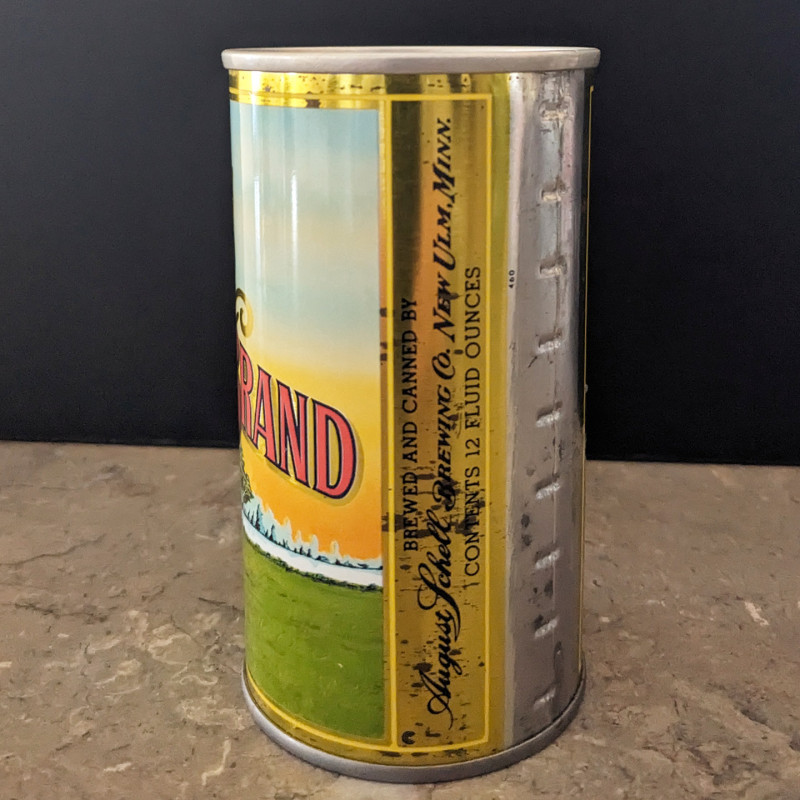 RAND
BREWED AND CANNED BY
August Schell Brewing Co. New Ulm, Minn.
CONTENTS 12 FLUID OUNCES
460